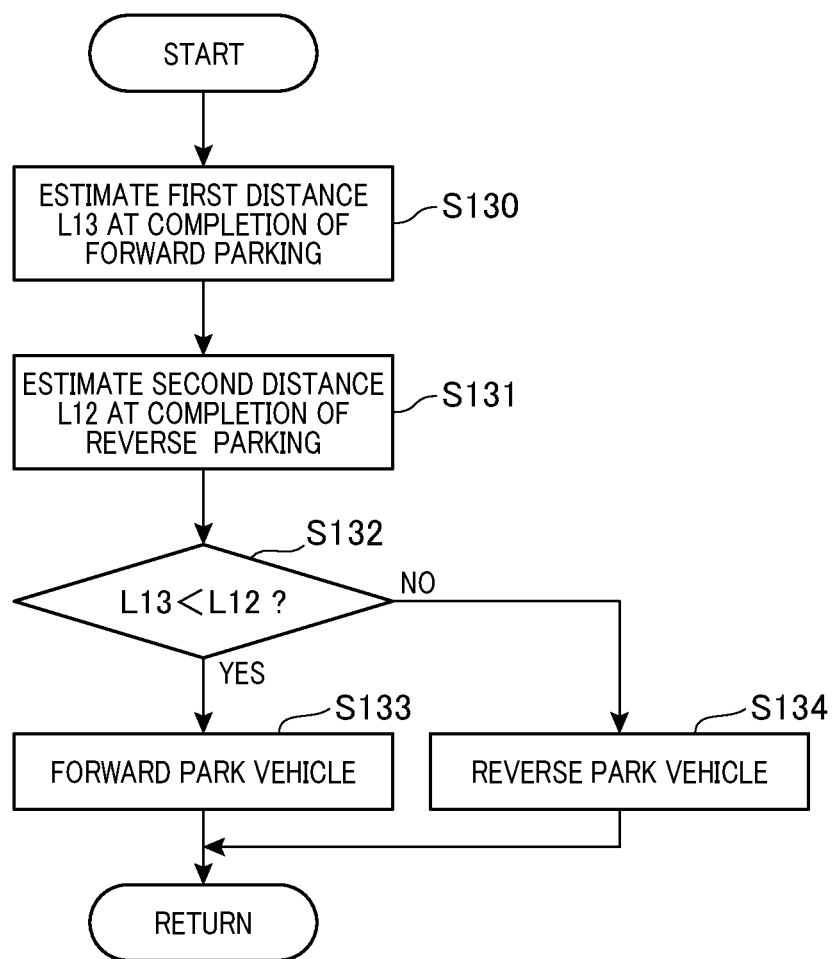 START
ESTIMATE FIRST DISTANCE
L13 AT COMPLETION OF
FORWARD PARKING
S130
ESTIMATE SECOND DISTANCE
L12 AT COMPLETION OF
REVERSE PARKING
S131
S132
L13<L12 ?
NO
YES
S133
FORWARD PARK VEHICLE
S134
REVERSE PARK VEHICLE
RETURN